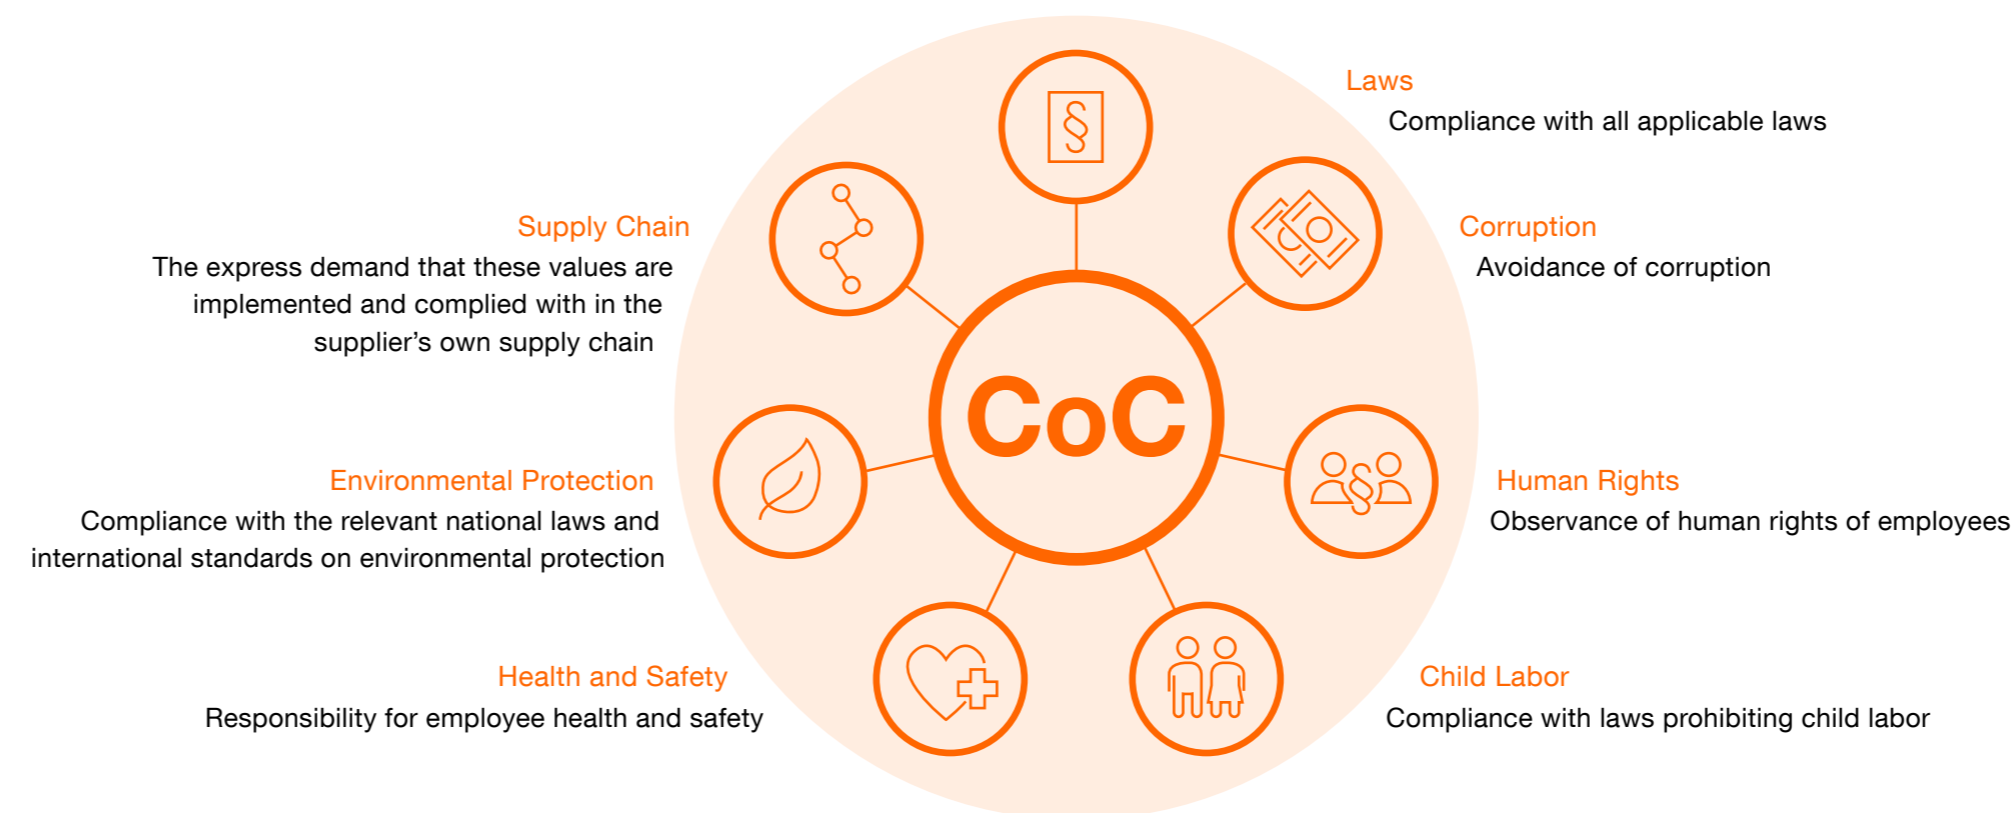 Laws
Compliance with all applicable laws
Corruption
Avoidance of corruption
Human Rights
Observance of human rights of employees
Child Labor
Compliance with laws prohibiting child labor
Health and Safety
Responsibility for employee health and safety
Environmental Protection
Compliance with the relevant national laws and
international standards on environmental protection
Supply Chain
The express demand that these values are
implemented and complied with in the
supplier’s own supply chain
CoC
§
§